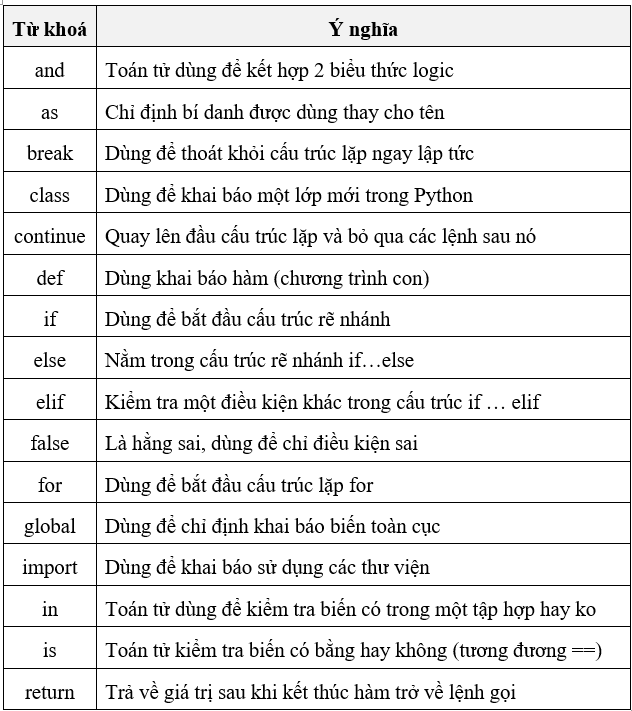 Từ khoá Ý nghĩa
and Toán tử dùng để kết hợp 2 biểu thức logic
as Chỉ định bí danh được dùng thay cho tên
break Dùng để thoát khỏi cấu trúc lặp ngay lập tức
class Dùng để khai báo một lớp mới trong Python
continue Quay lên đầu cấu trúc lặp và bỏ qua các lệnh sau nó
def Dùng khai báo hàm (chương trình con)
if Dùng để bắt đầu cấu trúc rẽ nhánh
else Nằm trong cấu trúc rẽ nhánh if…else
elif Kiểm tra một điều kiện khác trong cấu trúc if … elif
false Là hằng sai, dùng để chỉ điều kiện sai
for Dùng để bắt đầu cấu trúc lặp for
global Dùng để chỉ định khai báo biến toàn cục
import Dùng để khai báo sử dụng các thư viện
in Toán tử dùng để kiểm tra biến có trong một tập hợp hay ko
is Toán tử kiểm tra biến có bằng hay không (tương đương ==)
return Trả về giá trị sau khi kết thúc hàm trở về lệnh gọi